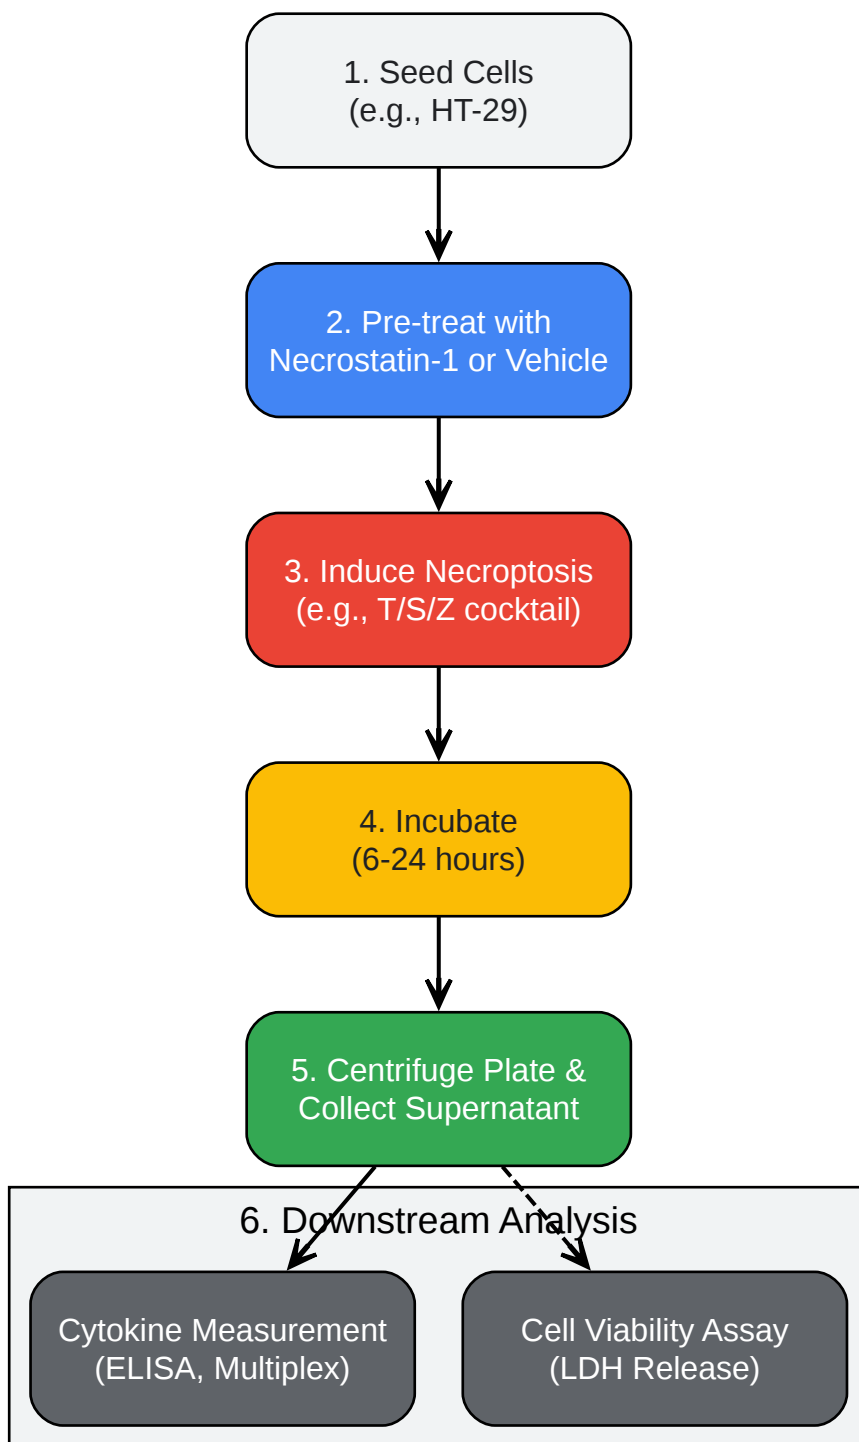 1. Seed Cells
(e.g., HT-29)
2. Pre-treat with
Necrostatin-1 or Vehicle
3. Induce Necroptosis
(e.g., T/S/Z cocktail)
4. Incubate
(6-24 hours)
5. Centrifuge Plate &
Collect Supernatant
6. Downstream Analysis
Cytokine Measurement
(ELISA, Multiplex)
Cell Viability Assay
(LDH Release)